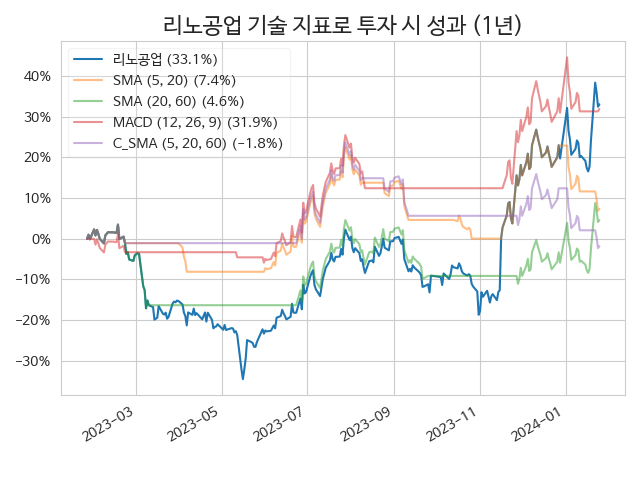 리노공업 기술 지표로 투자 시 성과 (1년)
리노공업 (33.1%)
SMA (5, 20) (7.4%)
SMA (20, 60) (4.6%)
MACD (12, 26, 9) (31.9%)
C_SMA (5, 20, 60) (−1.8%)
40%
30%
20%
10%
0%
−10%
−20%
−30%
2023−03
2023−05
2023−07
2023−09
2023−11
2024−01